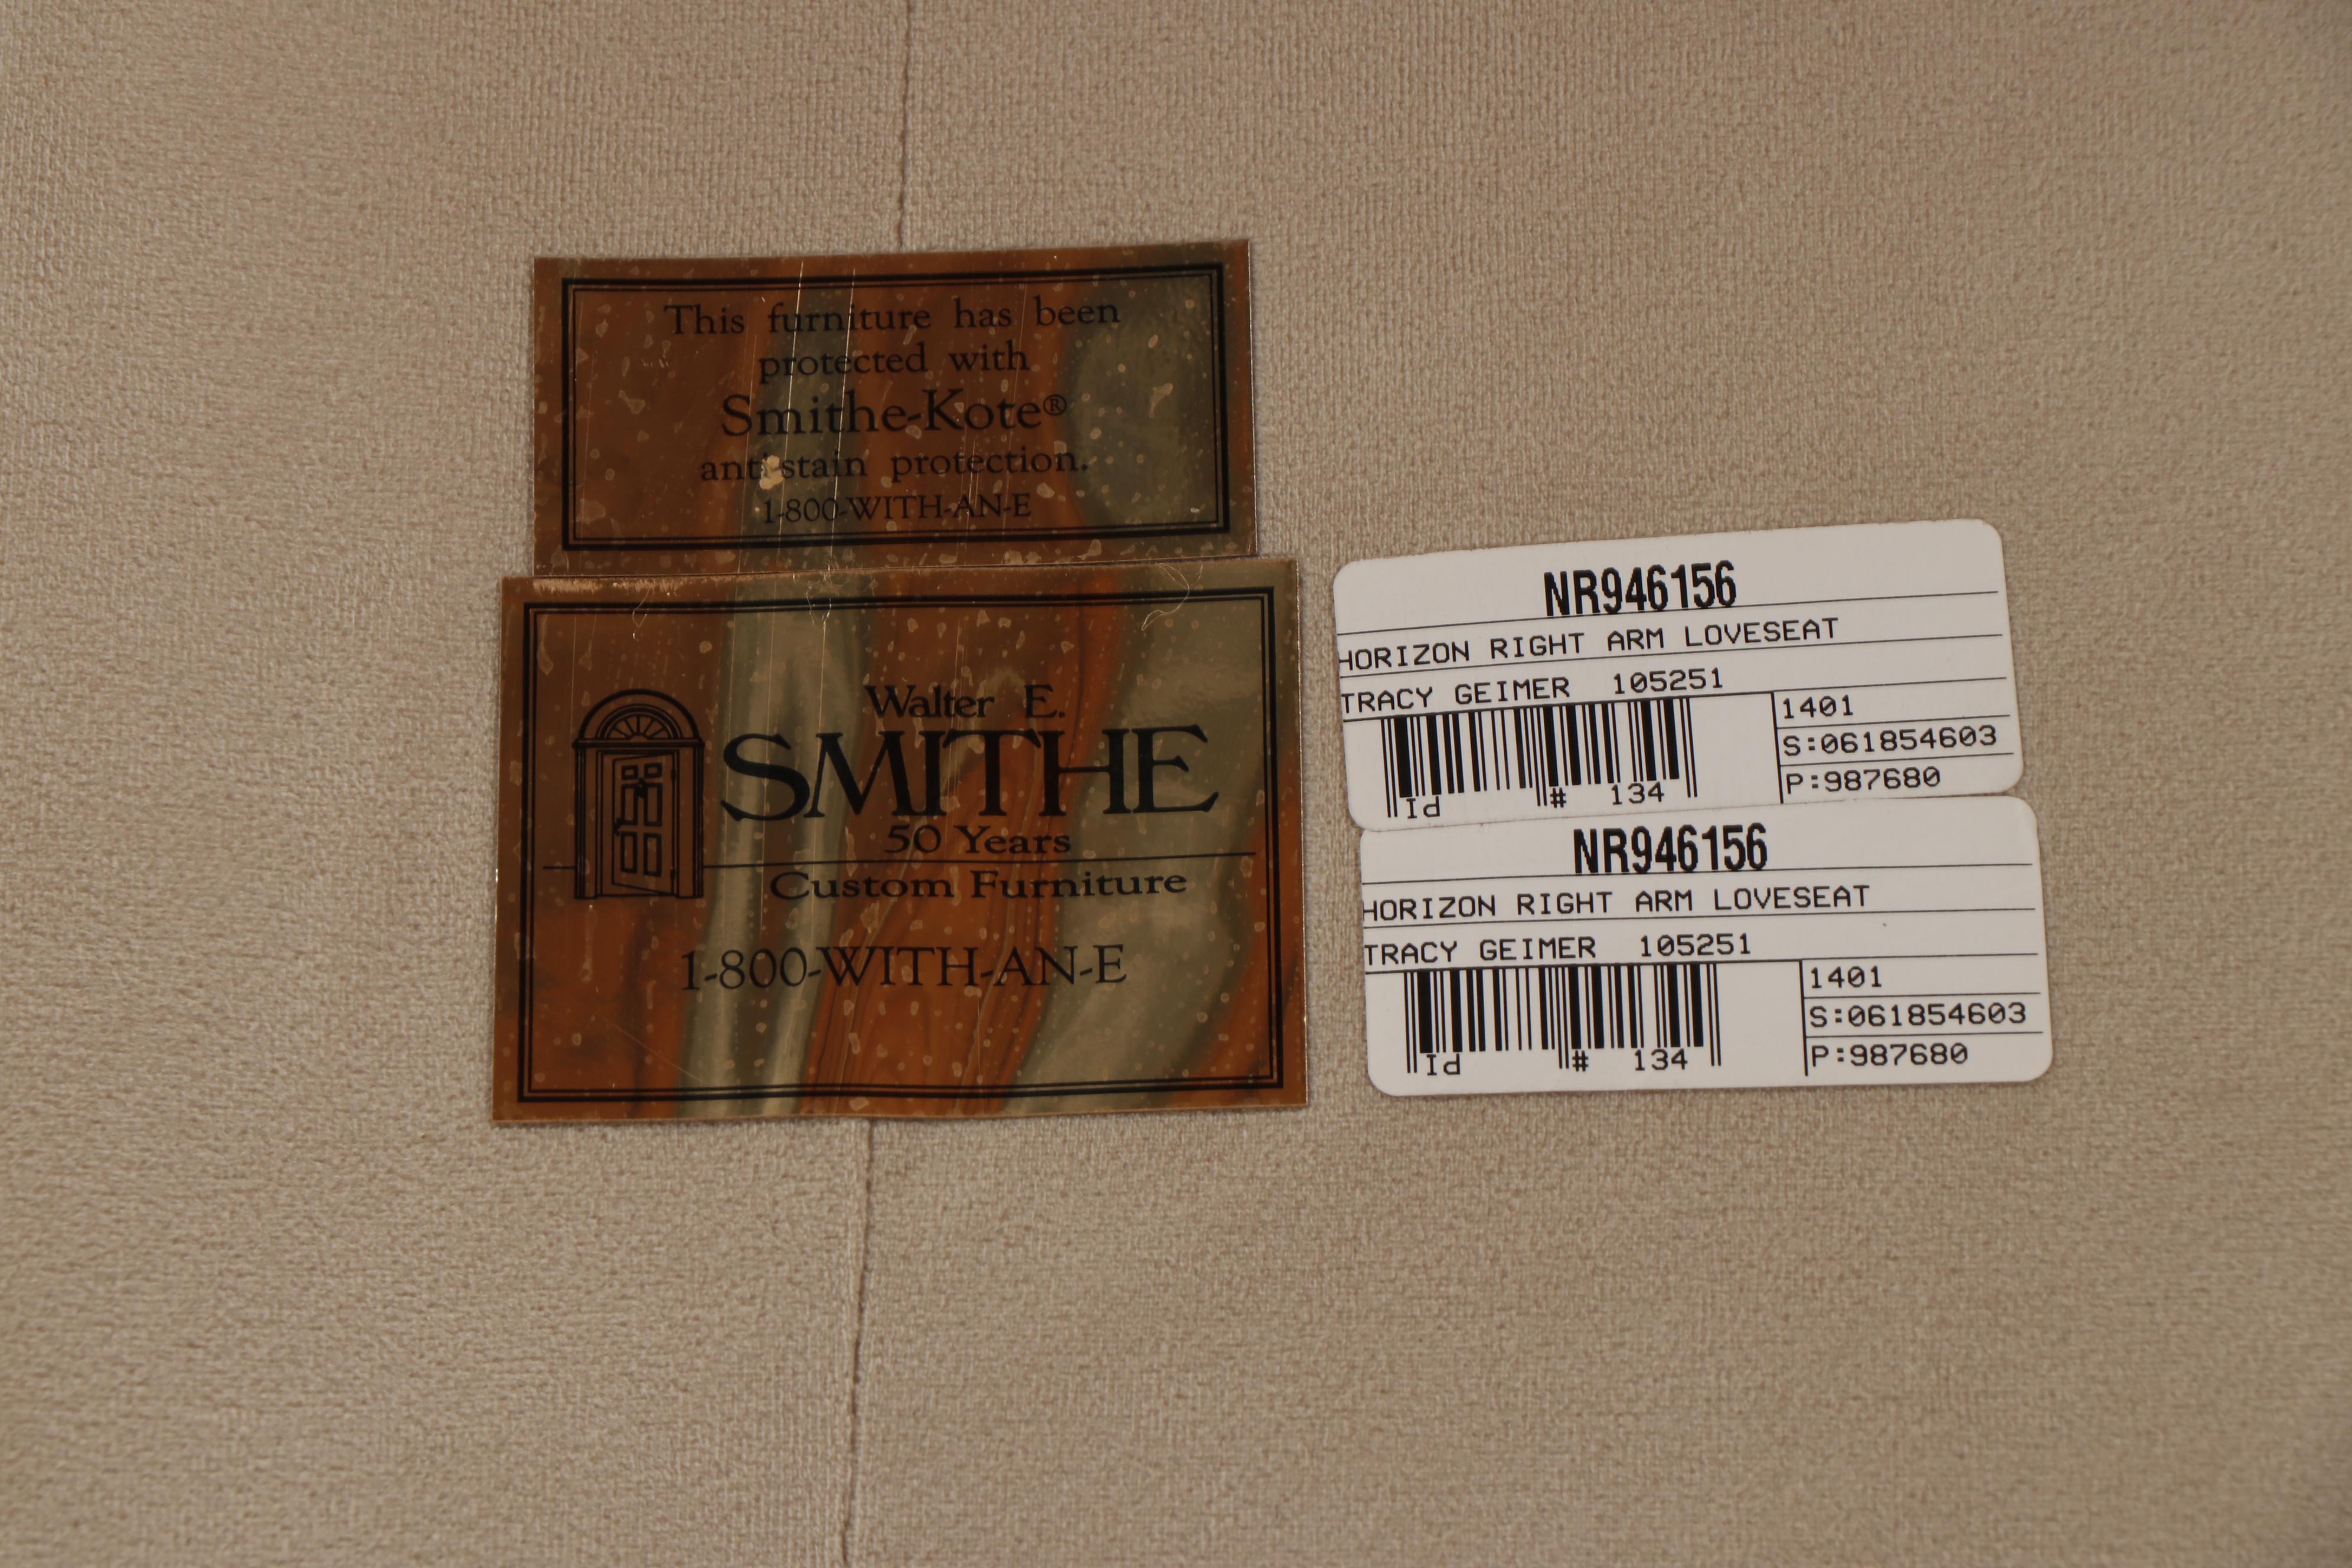 This furniture has been
protected with
Smithe-Kote®
anti-stain protection.
1-800-WITH-AN-E
Walter E.
SMITHE
50 Years
Custom Furniture
1-800-WITH-AN-E
NR946156
HORIZON RIGHT ARM LOVESEAT
TRACY GEIMER 105251
1401
S:061854603
P:987680
Id # 134
NR946156
HORIZON RIGHT ARM LOVESEAT
TRACY GEIMER 105251
1401
S:061854603
P:987680
Id # 134